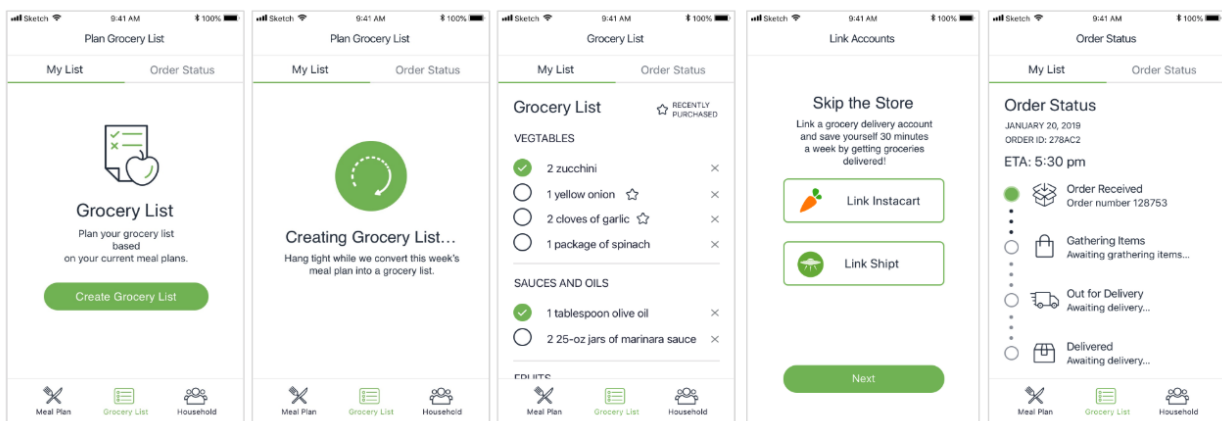 Sketch 9:41 AM 100%
Plan Grocery List
My List Order Status
Grocery List
Plan your grocery list
based
on your current meal plans.
Create Grocery List
Meal Plan Grocery List Household
Sketch 9:41 AM 100%
Plan Grocery List
My List Order Status
Creating Grocery List...
Hang tight while we convert this week's
meal plan into a grocery list.
Meal Plan Grocery List Household
Sketch 9:41 AM 100%
Grocery List
My List Order Status
Grocery List
RECENTLY
PURCHASED
VEGTABLES
2 zucchini
1 yellow onion
2 cloves of garlic
1 package of spinach
SAUCES AND OILS
1 tablespoon olive oil
2 25-oz jars of marinara sauce
FRUITS
Meal Plan Grocery List Household
Sketch 9:41 AM 100%
Link Accounts
Skip the Store
Link a grocery delivery account
and save yourself 30 minutes
a week by getting groceries
delivered!
Link Instacart
Link Shipt
Next
Sketch 9:41 AM 100%
Order Status
My List Order Status
Order Status
JANUARY 20, 2019
ORDER ID: 278AC2
ETA: 5:30 pm
Order Received
Order number 128753
Gathering Items
Awaiting grathering items...
Out for Delivery
Awaiting delivery...
Delivered
Awaiting delivery...
Meal Plan Grocery List Household